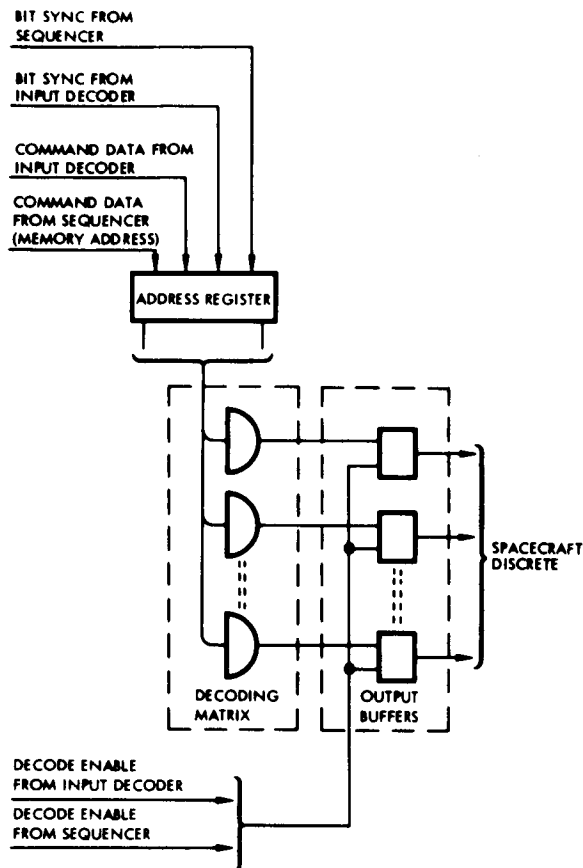 BIT SYNC FROM
SEQUENCER
BIT SYNC FROM
INPUT DECODER
COMMAND DATA FROM
INPUT DECODER
COMMAND DATA
FROM SEQUENCER
(MEMORY ADDRESS)
ADDRESS REGISTER
SPACECRAFT
DISCRETE
DECODING
MATRIX
OUTPUT
BUFFERS
DECODE ENABLE
FROM INPUT DECODER
DECODE ENABLE
FROM SEQUENCER